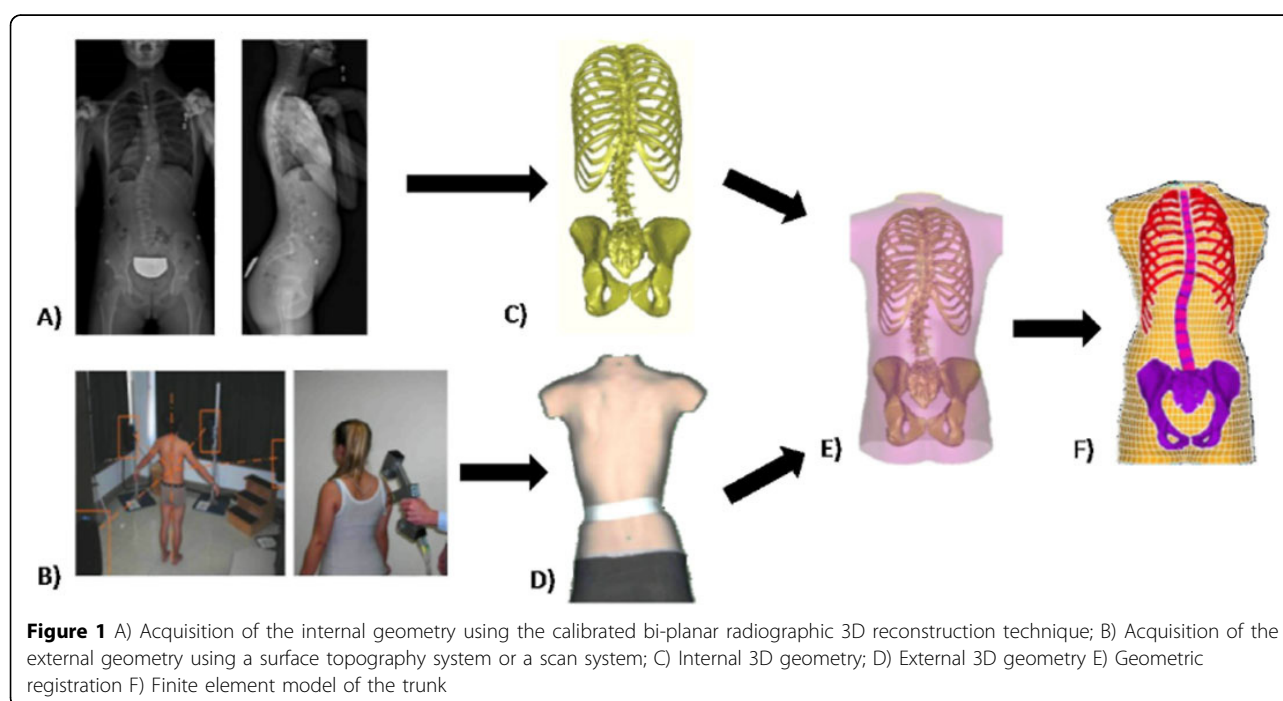 A)
C)
B)
D)
E)
F)
Figure 1 A) Acquisition of the internal geometry using the calibrated bi-planar radiographic 3D reconstruction technique; B) Acquisition of the
external geometry using a surface topography system or a scan system; C) Internal 3D geometry; D) External 3D geometry E) Geometric
registration F) Finite element model of the trunk